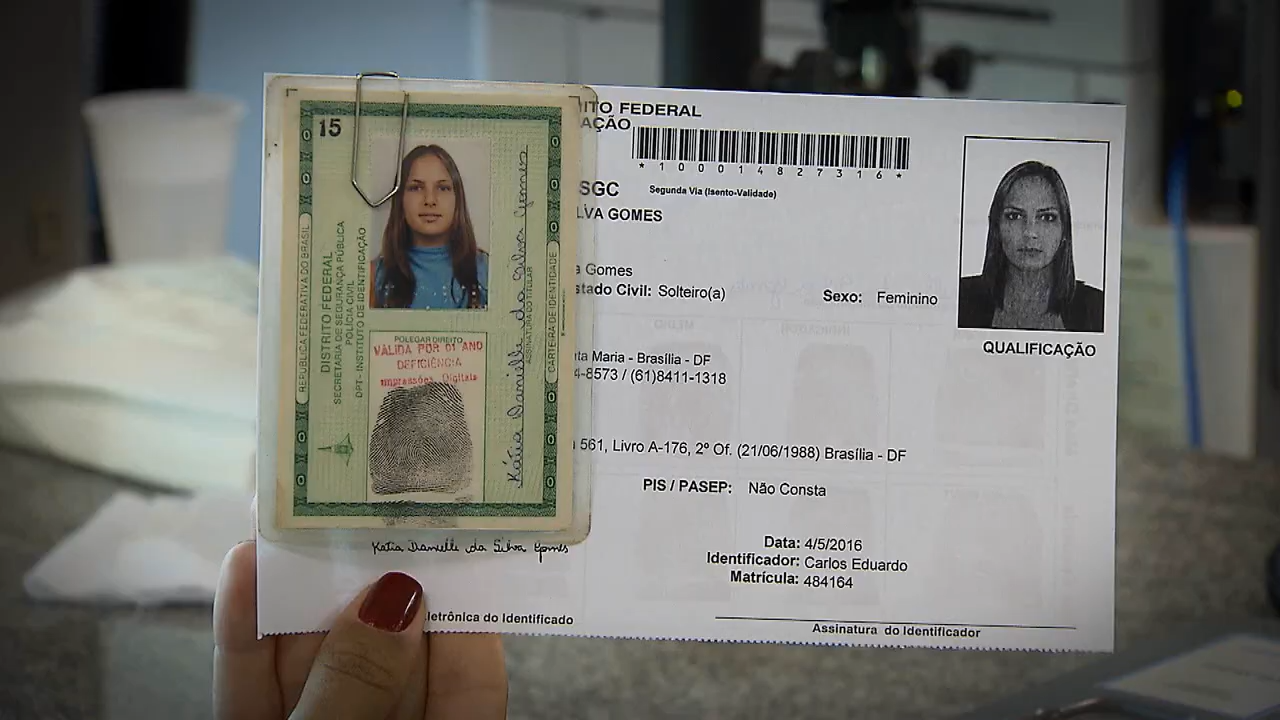 15
REPÚBLICA FEDERATIVA DO BRASIL
DISTRITO FEDERAL
SECRETARIA DE SEGURANÇA PÚBLICA
POLÍCIA CIVIL
DPT - INSTITUTO DE IDENTIFICAÇÃO
POLEGAR DIREITO
VÁLIDA POR 01 ANO
DEFICIÊNCIA
Impressões Digitais
Kátia Danielle da Silva Gomes
ASSINATURA DO TITULAR
CARTEIRA DE IDENTIDADE
ITO FEDERAL
AÇÃO
*100014827316*
SGC
Segunda Via (Isento-Validade)
LVA GOMES
a Gomes
stado Civil: Solteiro(a)
Sexo: Feminino
QUALIFICAÇÃO
ta Maria - Brasília - DF
4-8573 / (61)8411-1318
561, Livro A-176, 2º Of. (21/06/1988) Brasília - DF
PIS / PASEP: Não Consta
Data: 4/5/2016
Identificador: Carlos Eduardo
Matrícula: 484164
Katia Danielle da Silva Gomes
letrônica do Identificado
Assinatura do Identificador